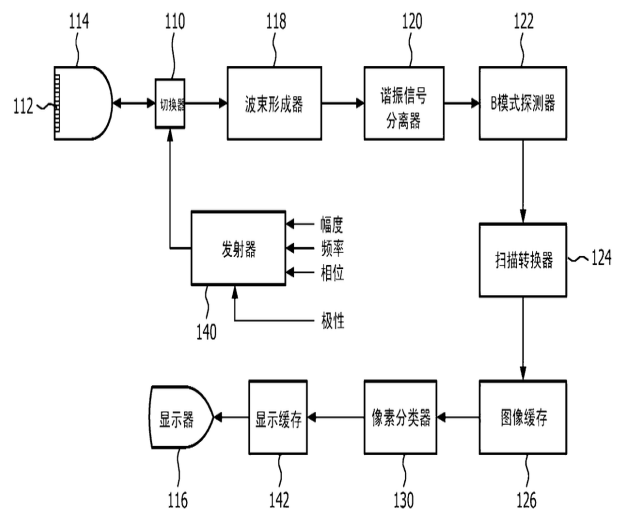 114
110
118
120
122
112
切换器
波束形成器
谐振信号
分离器
B模式探测器
发射器
幅度
频率
相位
极性
140
扫描转换器
124
显示器
显示缓存
像素分类器
图像缓存
116
142
130
126